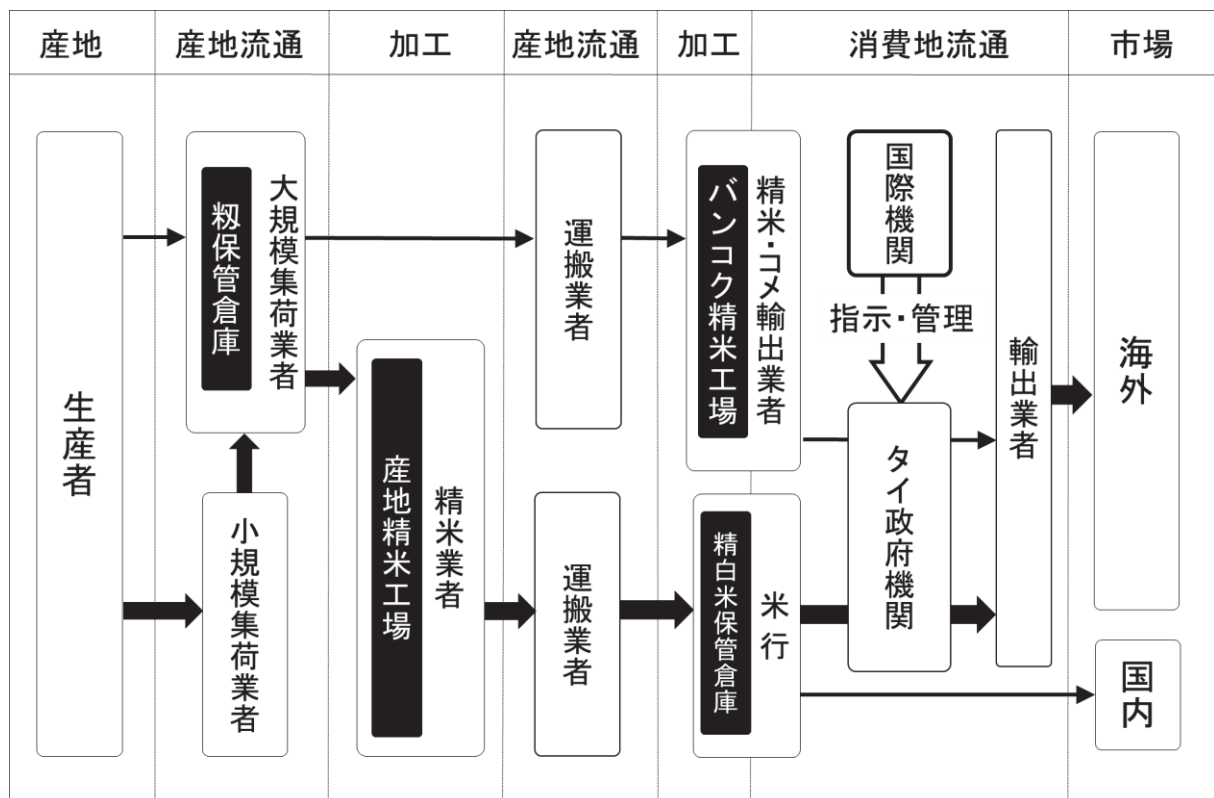 産地
産地流通
加工
産地流通
加工
消費地流通
市場
生産者
籾保管倉庫
大規模集荷業者
小規模集荷業者
産地精米工場
精米業者
運搬業者
運搬業者
バンコク精米工場
精米・コメ輸出業者
精白米保管倉庫
米行
国際機関
指示・管理
タイ政府機関
輸出業者
海外
国内